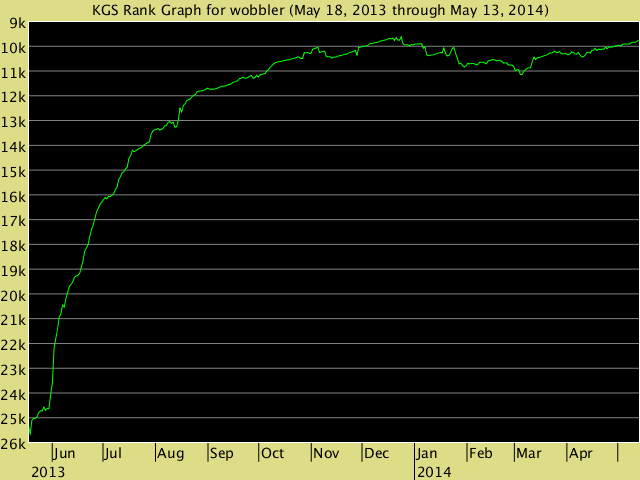 KGS Rank Graph for wobbler (May 18, 2013 through May 13, 2014)
9k
10k
11k
12k
13k
14k
15k
16k
17k
18k
19k
20k
21k
22k
23k
24k
25k
26k
Jun Jul Aug Sep Oct Nov Dec Jan Feb Mar Apr
2013 2014